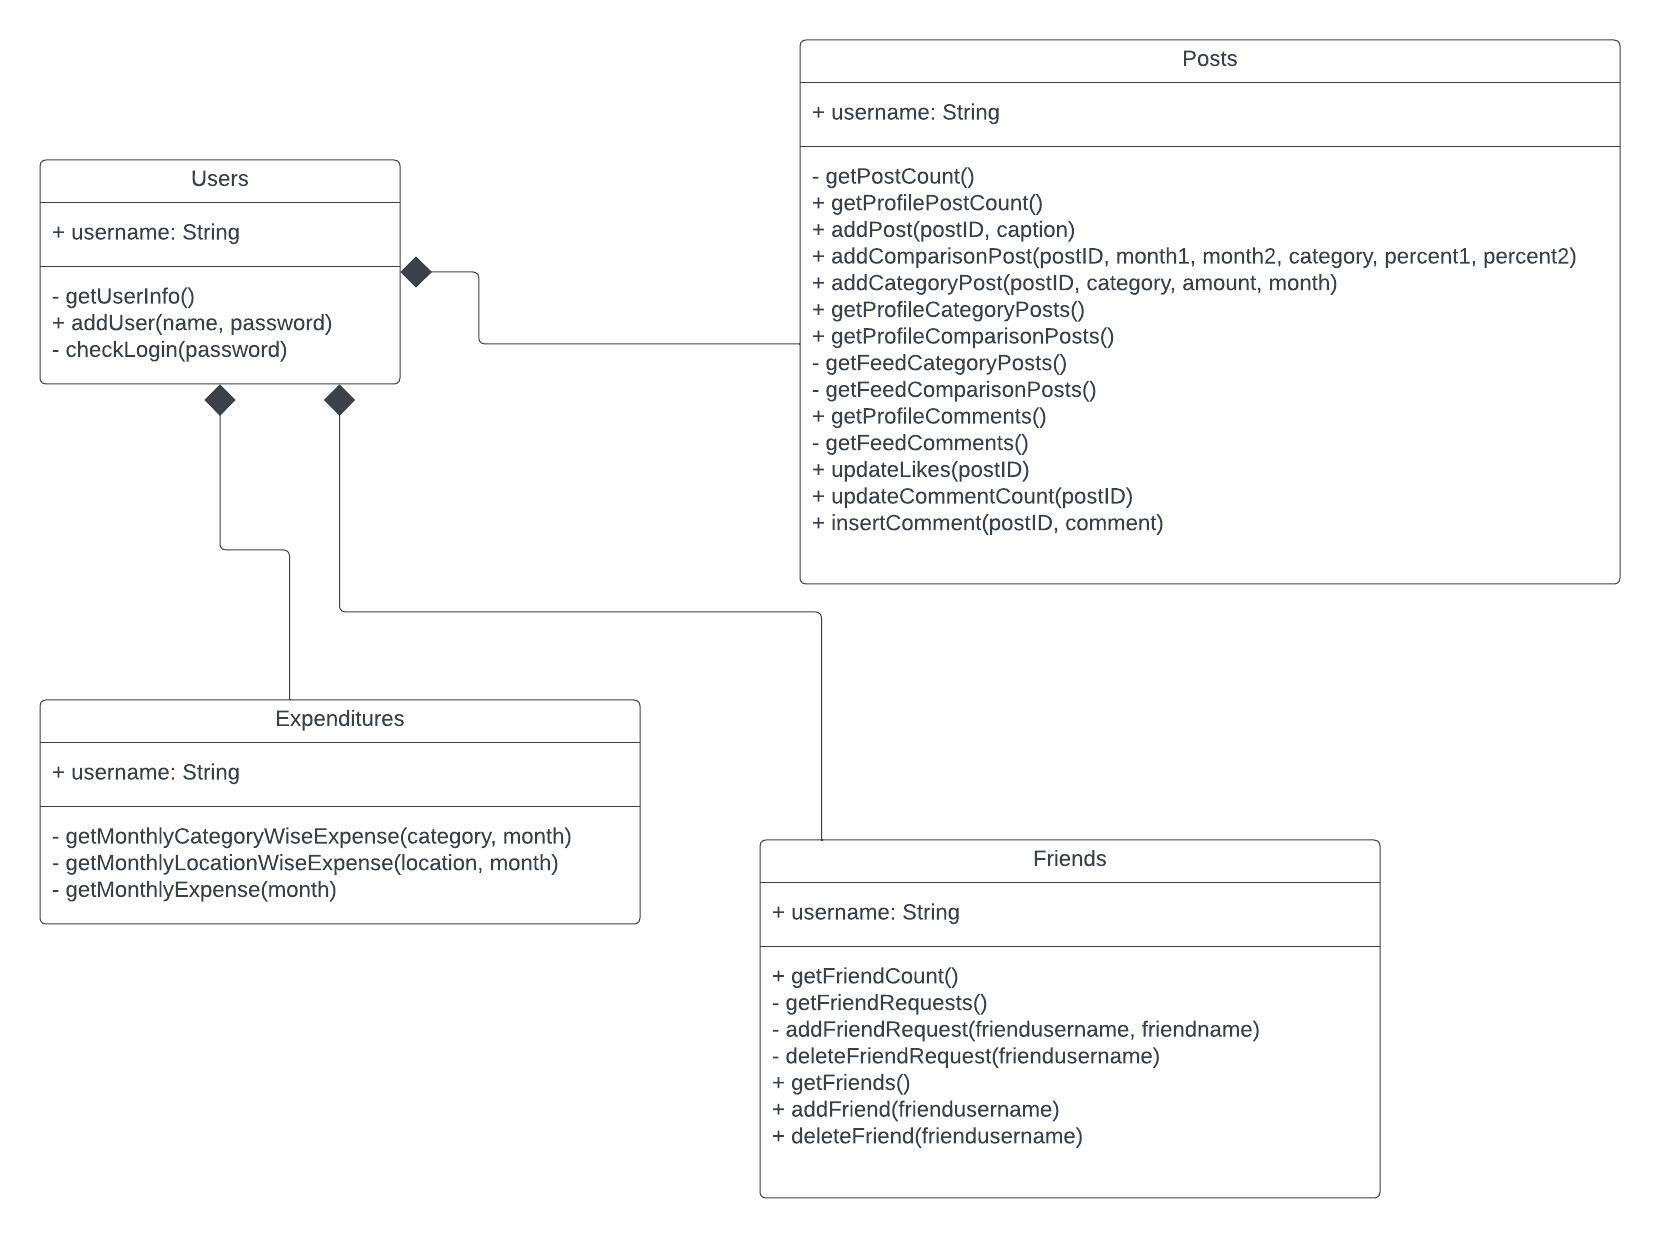 Posts
+ username: String
- getPostCount()
+ getProfilePostCount()
+ addPost(postID, caption)
+ addComparisonPost(postID, month1, month2, category, percent1, percent2)
+ addCategoryPost(postID, category, amount, month)
+ getProfileCategoryPosts()
+ getProfileComparisonPosts()
- getFeedCategoryPosts()
- getFeedComparisonPosts()
+ getProfileComments()
- getFeedComments()
+ updateLikes(postID)
+ updateCommentCount(postID)
+ insertComment(postID, comment)
Users
+ username: String
- getUserInfo()
+ addUser(name, password)
- checkLogin(password)
Expenditures
+ username: String
- getMonthlyCategoryWiseExpense(category, month)
- getMonthlyLocationWiseExpense(location, month)
- getMonthlyExpense(month)
Friends
+ username: String
+ getFriendCount()
- getFriendRequests()
- addFriendRequest(friendusername, friendname)
- deleteFriendRequest(friendusername)
+ getFriends()
+ addFriend(friendusername)
+ deleteFriend(friendusername)